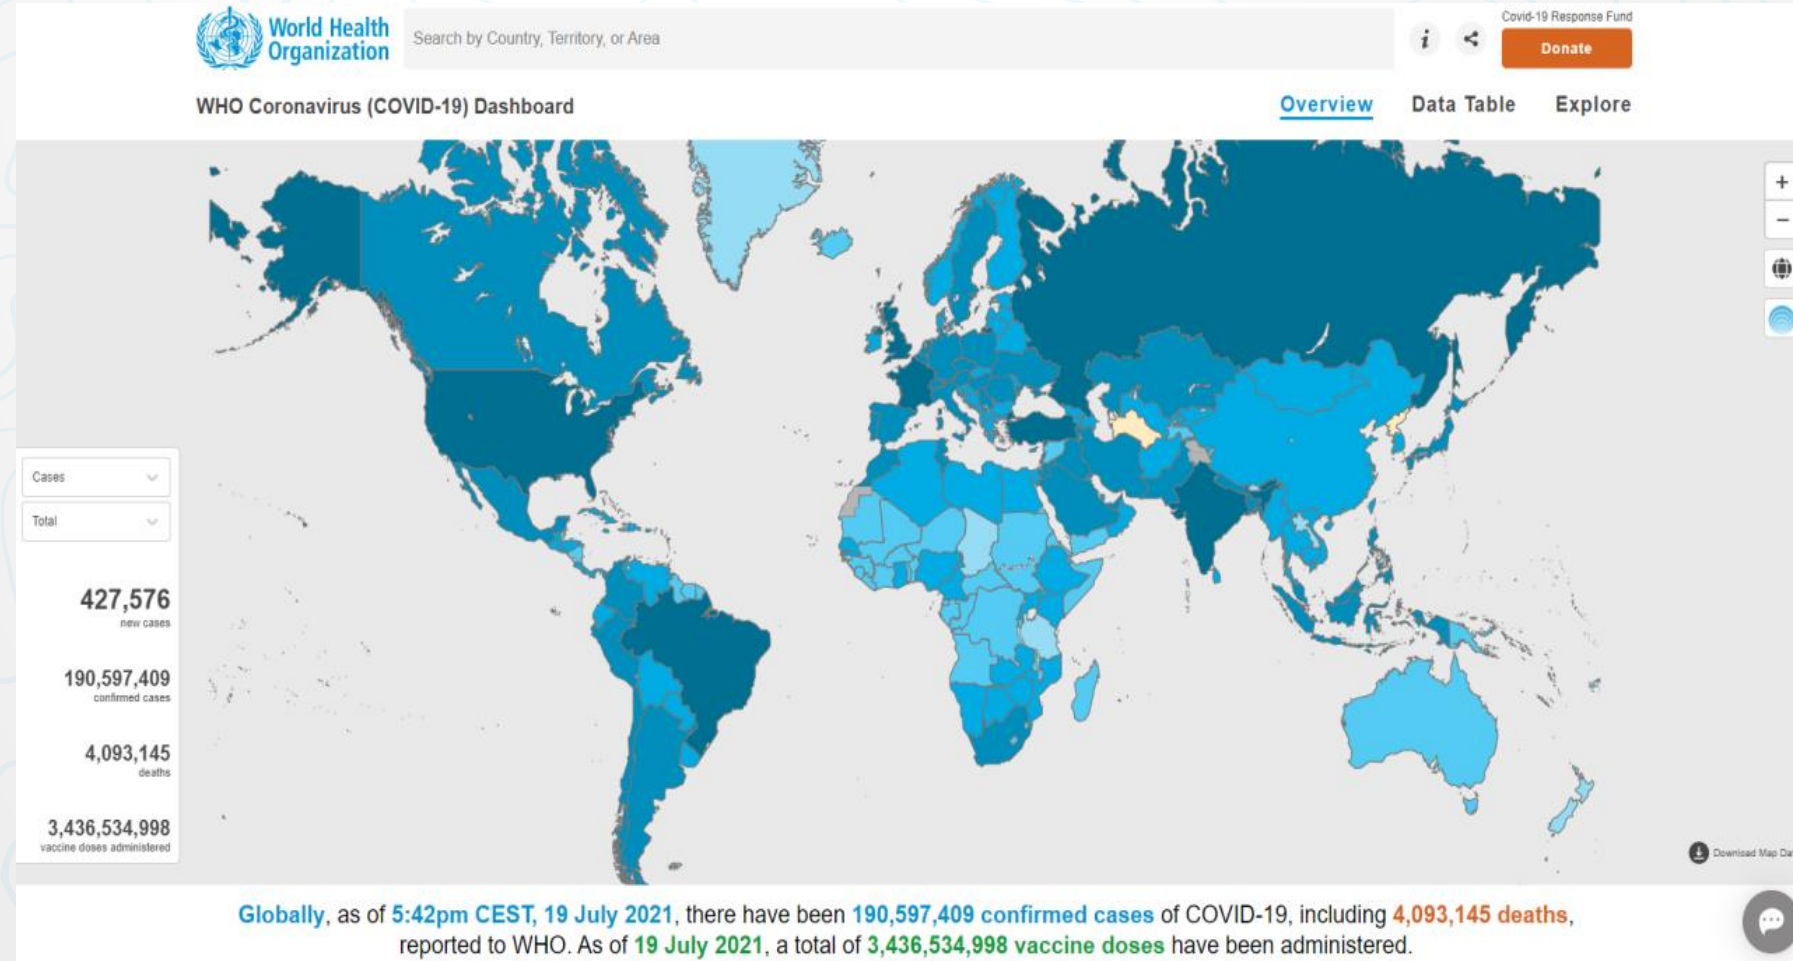 World Health
Organization
Search by Country, Territory, or Area
i
Covid-19 Response Fund
Donate
WHO Coronavirus (COVID-19) Dashboard
Overview
Data Table
Explore
+
−
Cases
Total
427,576
new cases
190,597,409
confirmed cases
4,093,145
deaths
3,436,534,998
vaccine doses administered
Download Map Da
Globally, as of 5:42pm CEST, 19 July 2021, there have been 190,597,409 confirmed cases of COVID-19, including 4,093,145 deaths,
reported to WHO. As of 19 July 2021, a total of 3,436,534,998 vaccine doses have been administered.